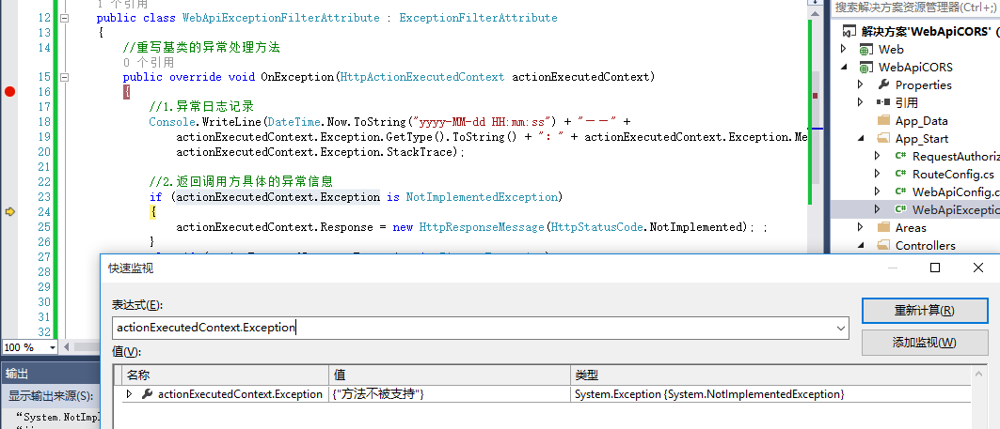 1 个引用
搜索解决方案资源管理器(Ctrl+;)
12 public class WebApiExceptionFilterAttribute : ExceptionFilterAttribute
13 {
14 //重写基类的异常处理方法
0 个引用
15 public override void OnException(HttpActionExecutedContext actionExecutedContext)
16 {
17 //1.异常日志记录
18 Console.WriteLine(DateTime.Now.ToString("yyyy-MM-dd HH:mm:ss") + "——" +
19 actionExecutedContext.Exception.GetType().ToString() + "：" + actionExecutedContext.Exception.Me
20 actionExecutedContext.Exception.StackTrace);
21
22 //2.返回调用方具体的异常信息
23 if (actionExecutedContext.Exception is NotImplementedException)
24 {
25 actionExecutedContext.Response = new HttpResponseMessage(HttpStatusCode.NotImplemented); ;
26 }
27
28
29
30
31
32
解决方案'WebApiCORS' (
Web
WebApiCORS
Properties
引用
App_Data
App_Start
RequestAuthoriz
RouteConfig.cs
WebApiConfig.c
WebApiExceptio
Areas
Controllers
100 %
输出
显示输出来源(S):
"System.NotImpl
快速监视
表达式(E):
actionExecutedContext.Exception
重新计算(R)
添加监视(W)
值(V):
名称 值 类型
actionExecutedContext.Exception {"方法不被支持"} System.Exception {System.NotImplementedException}